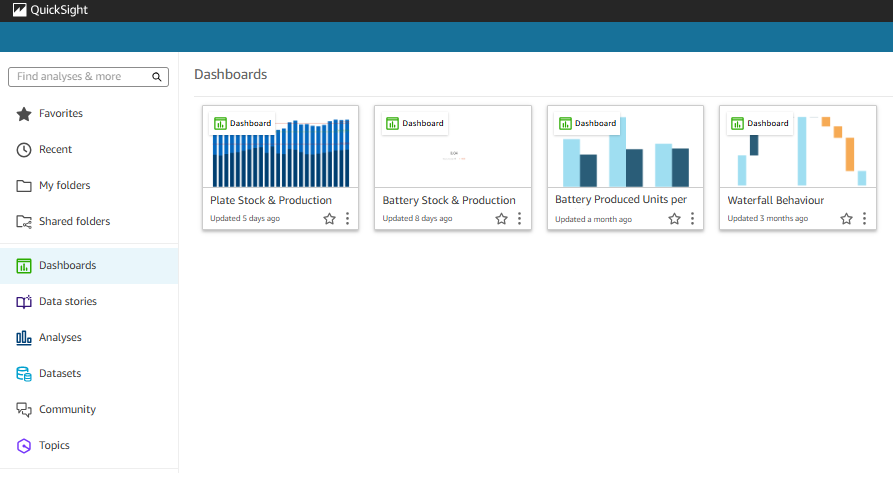 QuickSight
Find analyses & more
Favorites
Recent
My folders
Shared folders
Dashboards
Data stories
Analyses
Datasets
Community
Topics
Dashboards
Dashboard
Plate Stock & Production
Updated 5 days ago
Dashboard
Battery Stock & Production
Updated 8 days ago
Dashboard
Battery Produced Units per
Updated a month ago
Dashboard
Waterfall Behaviour
Updated 3 months ago